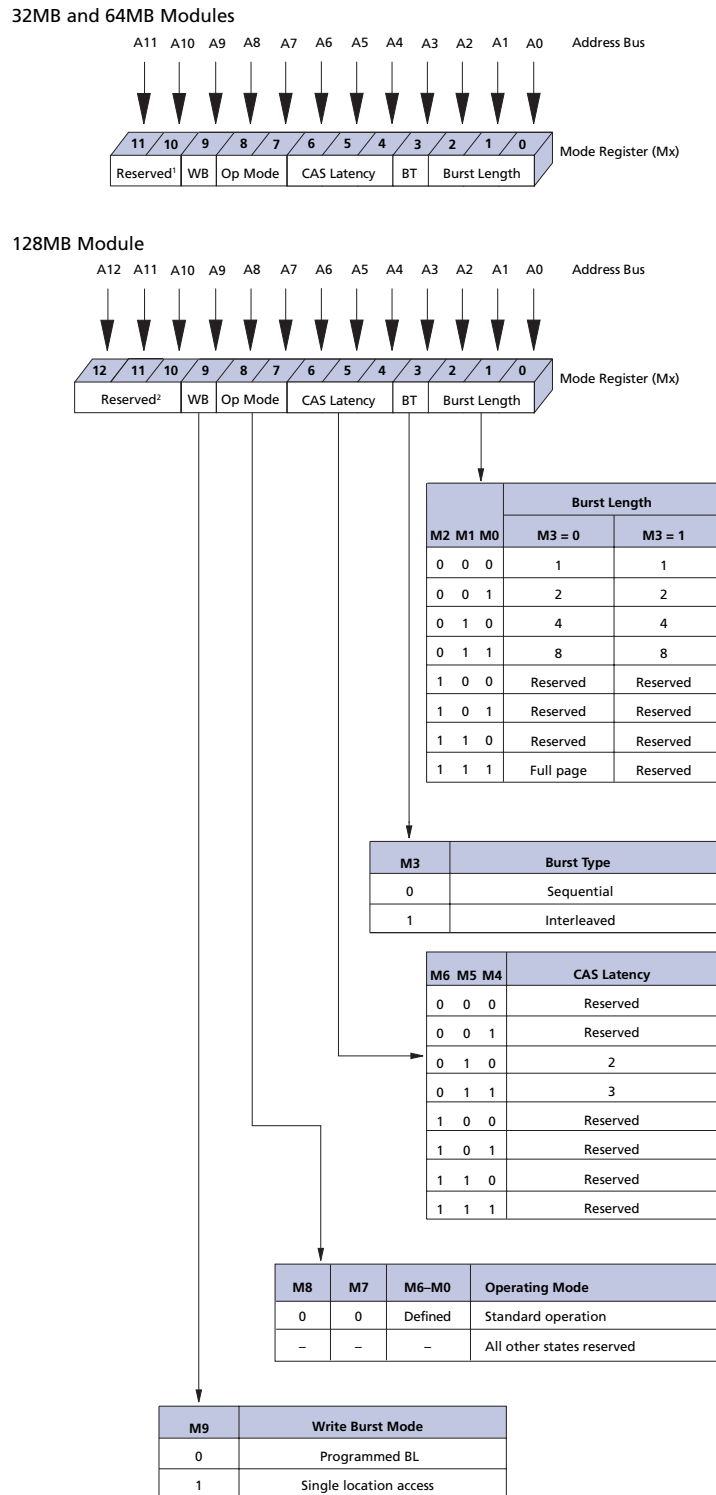 32MB and 64MB Modules
A11 A10 A9 A8 A7 A6 A5 A4 A3 A2 A1 A0 Address Bus
11 10 9 8 7 6 5 4 3 2 1 0
Mode Register (Mx)
Reserved¹ WB Op Mode CAS Latency BT Burst Length
128MB Module
A12 A11 A10 A9 A8 A7 A6 A5 A4 A3 A2 A1 A0 Address Bus
12 11 10 9 8 7 6 5 4 3 2 1 0
Mode Register (Mx)
Reserved² WB Op Mode CAS Latency BT Burst Length
Burst Length
M2 M1 M0 M3 = 0 M3 = 1
0 0 0 1 1
0 0 1 2 2
0 1 0 4 4
0 1 1 8 8
1 0 0 Reserved Reserved
1 0 1 Reserved Reserved
1 1 0 Reserved Reserved
1 1 1 Full page Reserved
M3 Burst Type
0 Sequential
1 Interleaved
M6 M5 M4 CAS Latency
0 0 0 Reserved
0 0 1 Reserved
0 1 0 2
0 1 1 3
1 0 0 Reserved
1 0 1 Reserved
1 1 0 Reserved
1 1 1 Reserved
M8 M7 M6–M0 Operating Mode
0 0 Defined Standard operation
– – – All other states reserved
M9 Write Burst Mode
0 Programmed BL
1 Single location access